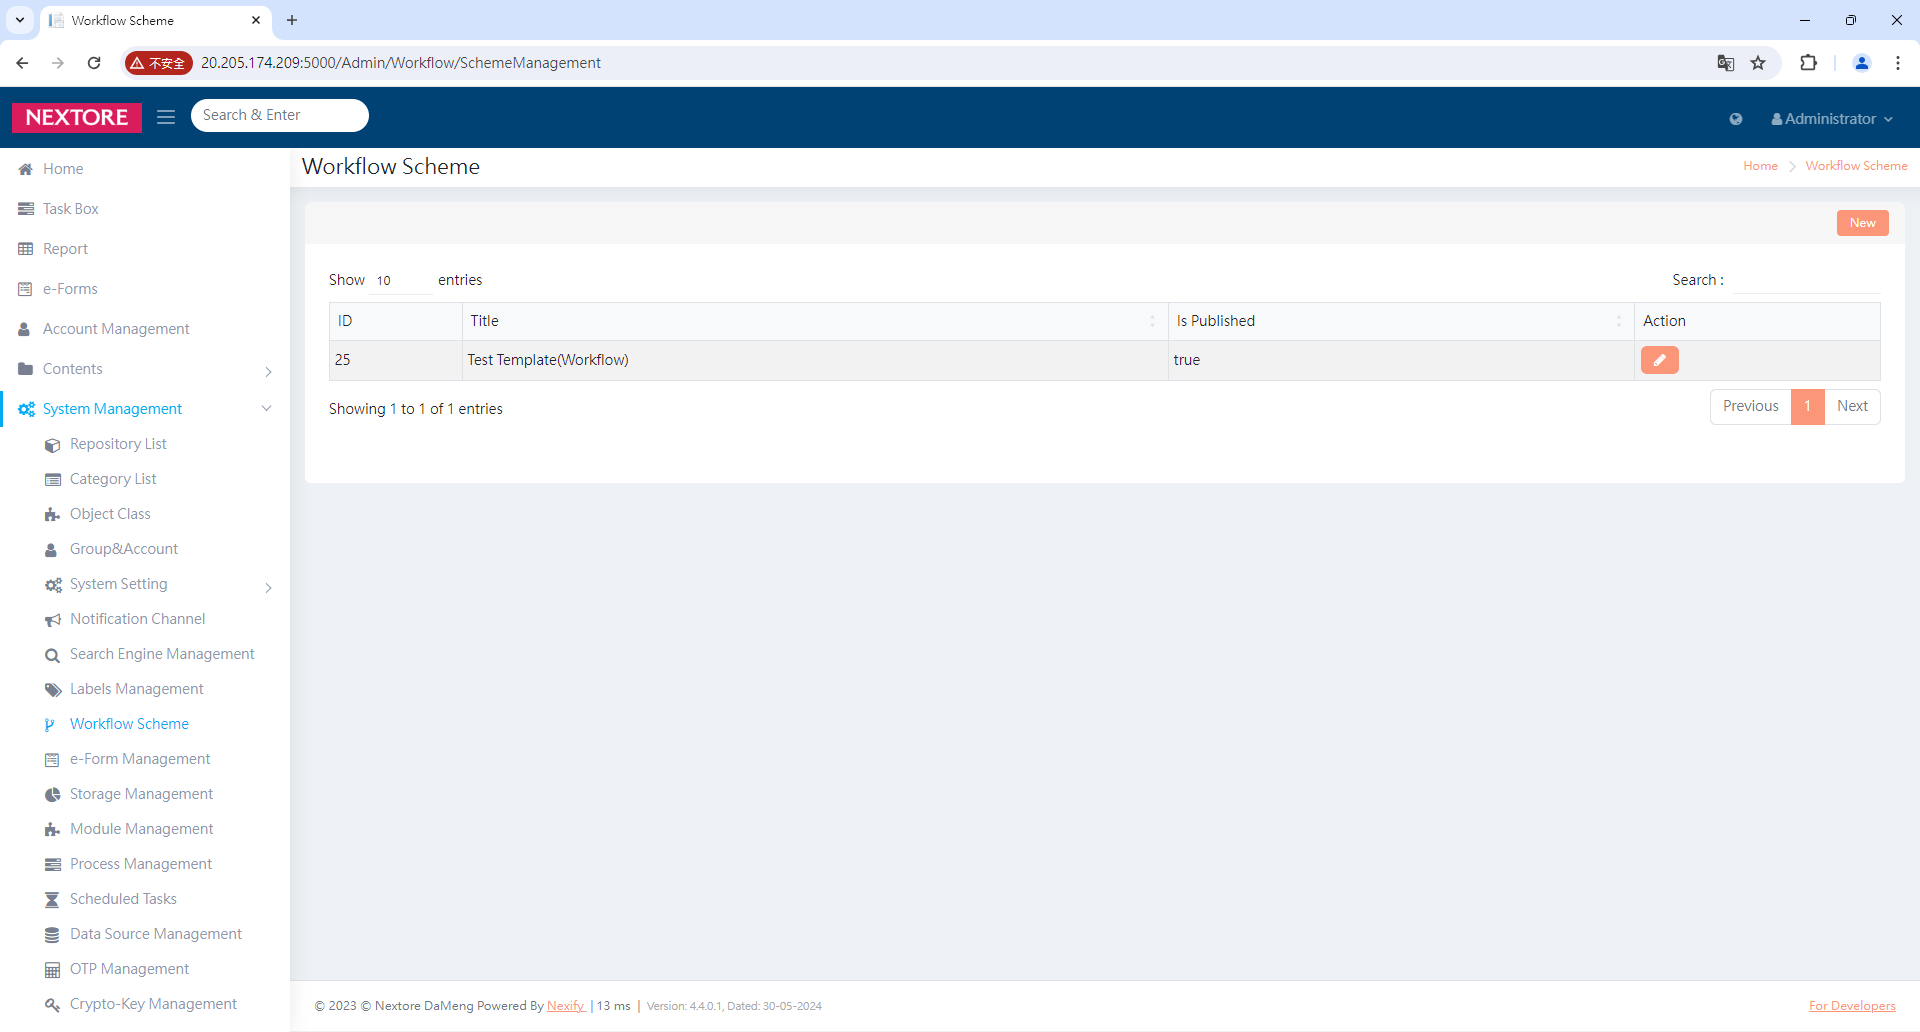 Workflow Scheme
不安全 20.205.174.209:5000/Admin/Workflow/SchemeManagement
NEXTORE Search & Enter Administrator
Home
Task Box
Report
e-Forms
Account Management
Contents
System Management
Repository List
Category List
Object Class
Group&Account
System Setting
Notification Channel
Search Engine Management
Labels Management
Workflow Scheme
e-Form Management
Storage Management
Module Management
Process Management
Scheduled Tasks
Data Source Management
OTP Management
Crypto-Key Management
Workflow Scheme
Home Workflow Scheme
New
Show 10 entries Search :
ID Title Is Published Action
25 Test Template(Workflow) true
Showing 1 to 1 of 1 entries Previous 1 Next
© 2023 © Nextore DaMeng Powered By Nexify | 13 ms | Version: 4.4.0.1, Dated: 30-05-2024 For Developers